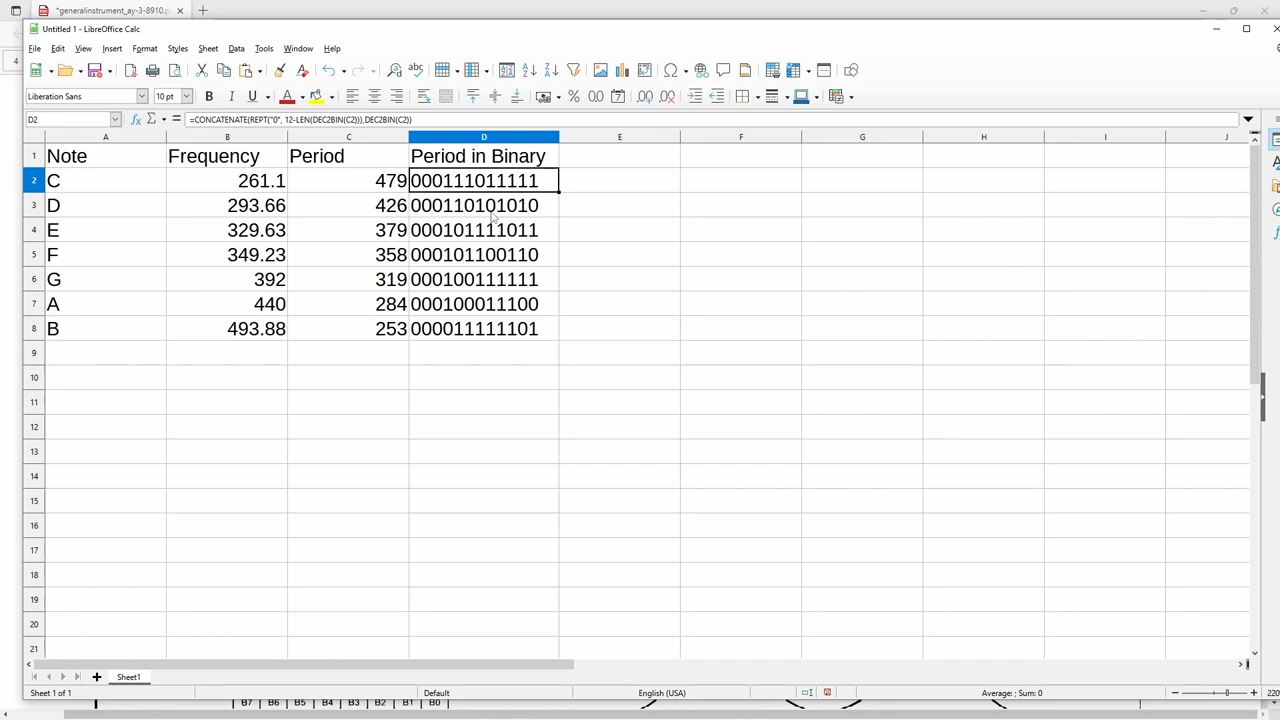 *generalinstrument_ay-3-8910.
Untitled 1 - LibreOffice Calc
File Edit View Insert Format Styles Sheet Data Tools Window Help
Liberation Sans 10 pt
D2 =CONCATENATE(REPT("0", 12-LEN(DEC2BIN(C2))),DEC2BIN(C2))
A B C D E F G H I J
1 Note Frequency Period Period in Binary
2 C 261.1 479 000111011111
3 D 293.66 426 000110101010
4 E 329.63 379 000101111011
5 F 349.23 358 000101100110
6 G 392 319 000100111111
7 A 440 284 000100011100
8 B 493.88 253 000011111101
9
10
11
12
13
14
15
16
17
18
19
20
21
Sheet1
Sheet 1 of 1 Default English (USA) Average: ; Sum: 0 220
B7 B6 B5 B4 B3 B2 B1 B0